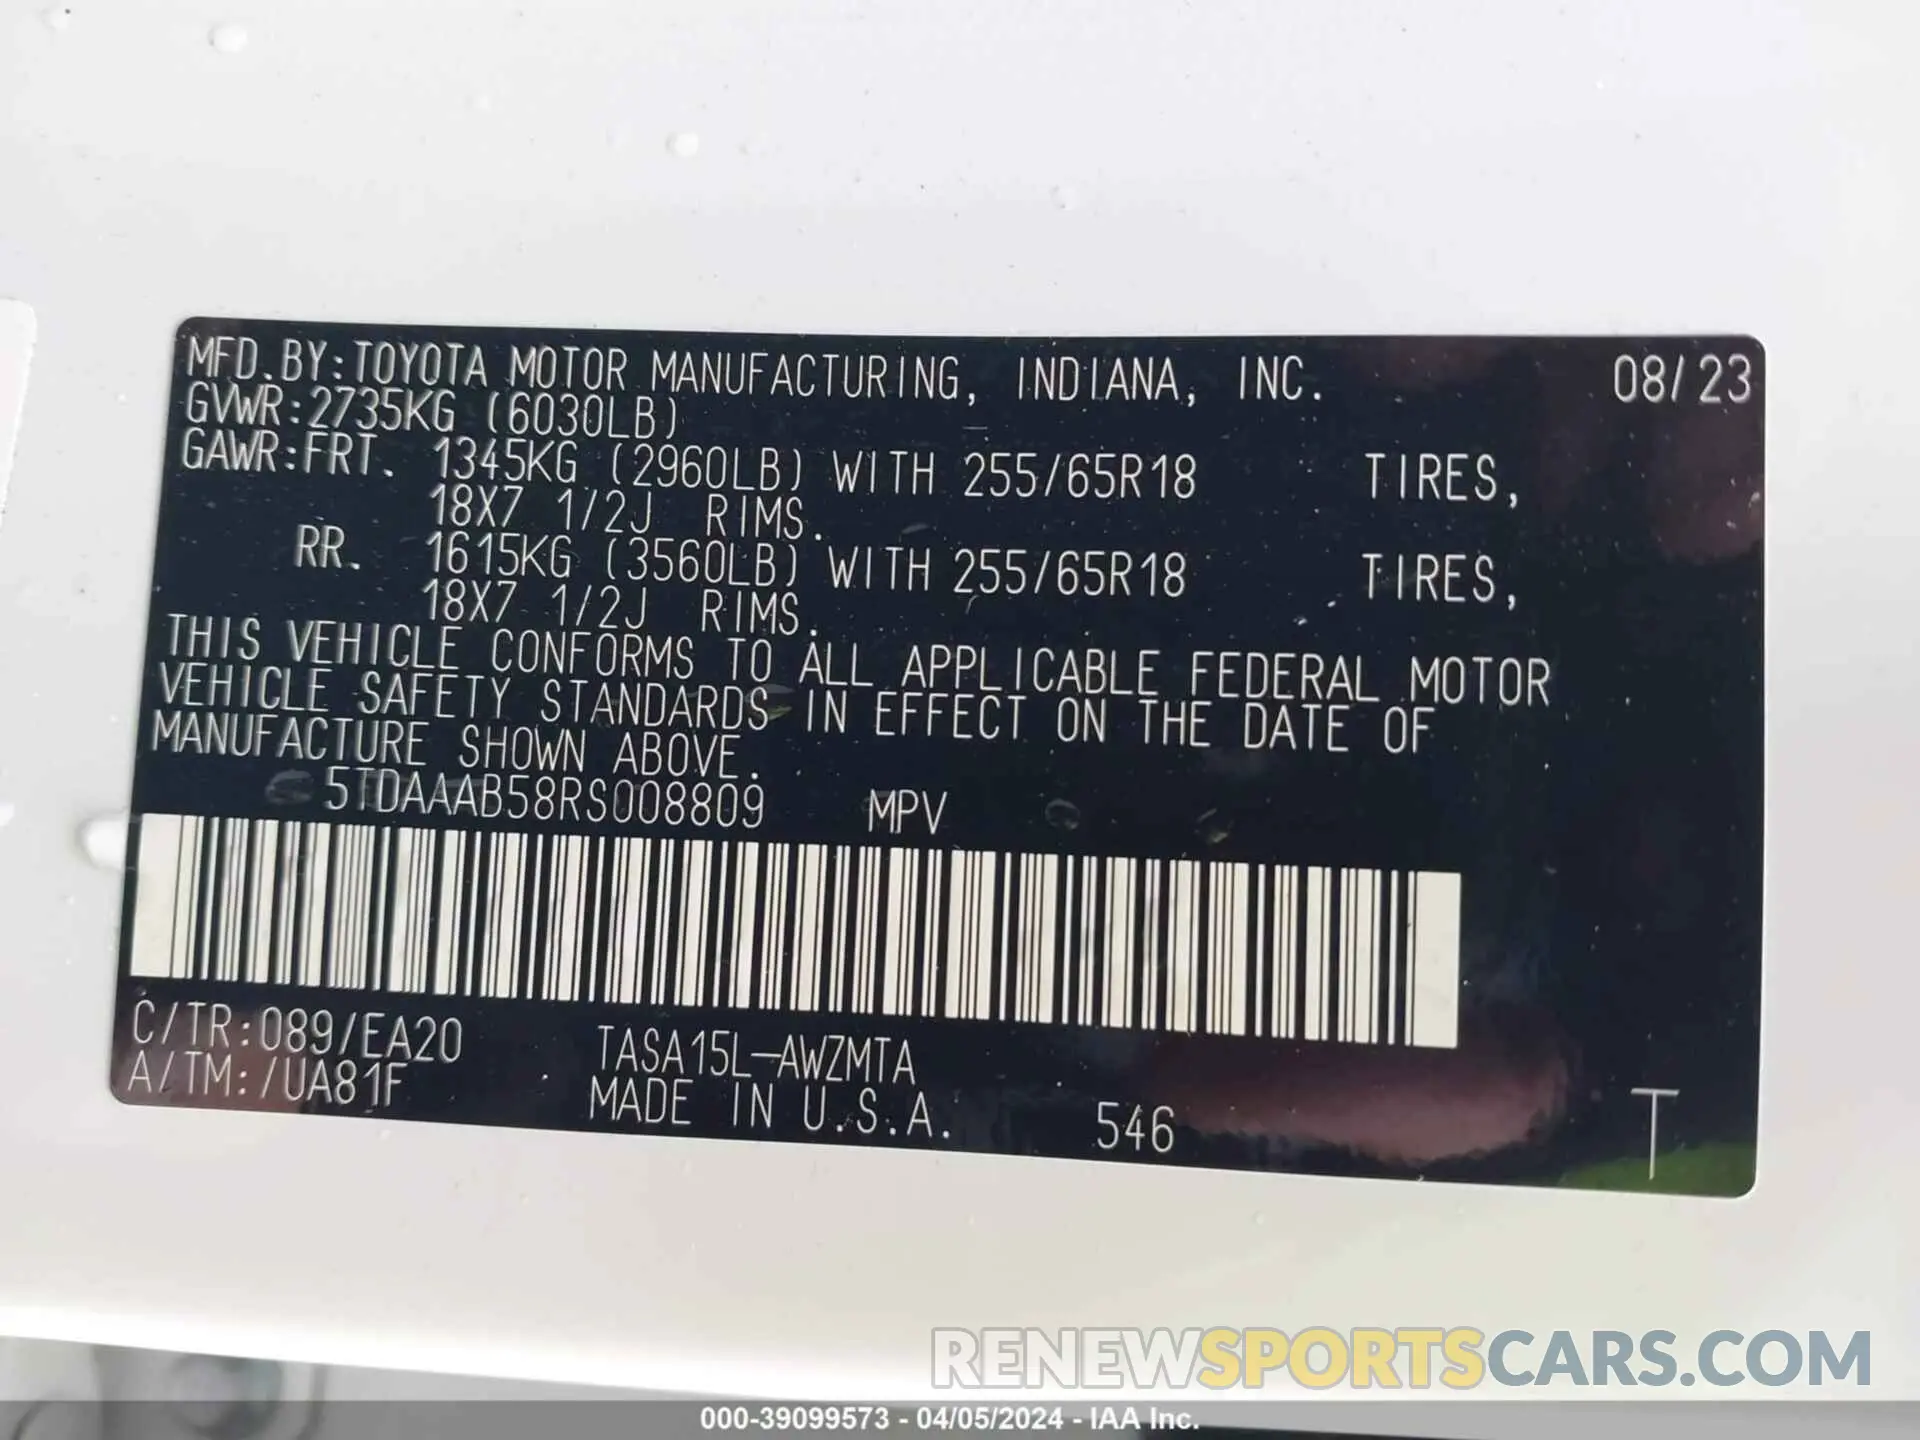 MFD.BY:TOYOTA MOTOR MANUFACTURING, INDIANA, INC. 08/23
GVWR:2735KG (6030LB)
GAWR:FRT. 1345KG (2960LB) WITH 255/65R18 TIRES,
18X7 1/2J RIMS.
RR. 1615KG (3560LB) WITH 255/65R18 TIRES,
18X7 1/2J RIMS.
THIS VEHICLE CONFORMS TO ALL APPLICABLE FEDERAL MOTOR
VEHICLE SAFETY STANDARDS IN EFFECT ON THE DATE OF
MANUFACTURE SHOWN ABOVE.
5TDAAAB58RS008809 MPV
C/TR:089/EA20 TASA15L-AWZMTA
A/TM:/UA81F MADE IN U.S.A. 546 T
RENEWSPORTSCARS.COM
000-39099573 - 04/05/2024 - IAA Inc.